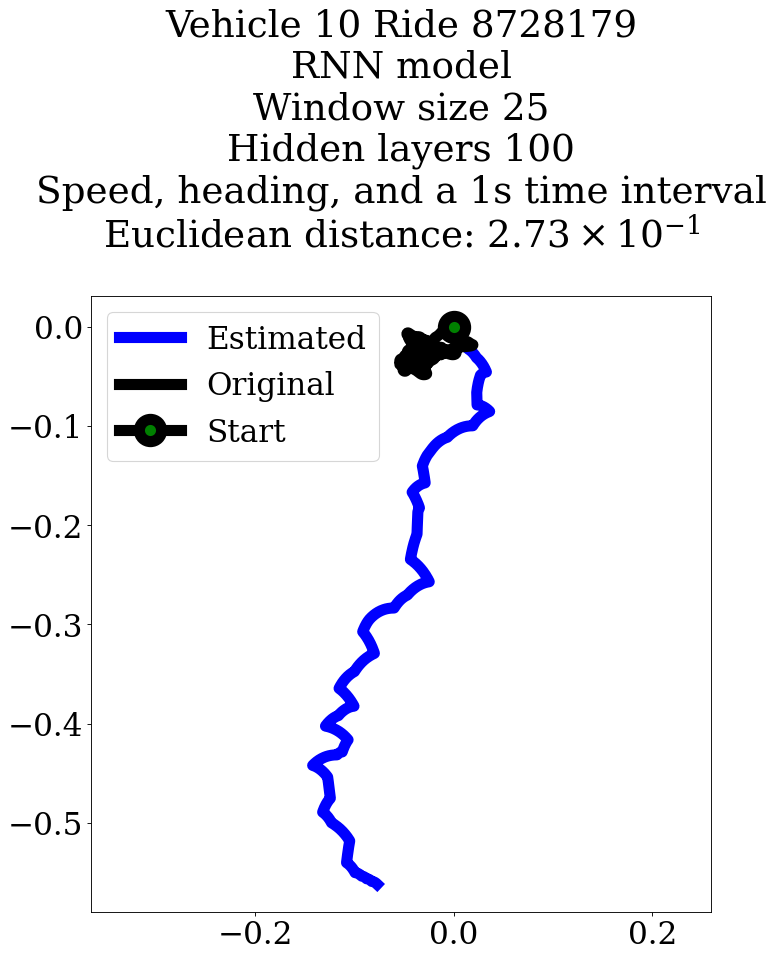 Vehicle 10 Ride 8728179
RNN model
Window size 25
Hidden layers 100
Speed, heading, and a 1s time interval
Euclidean distance: 2.73 × 10⁻¹
Estimated
Original
Start
0.0
−0.1
−0.2
−0.3
−0.4
−0.5
−0.2 0.0 0.2